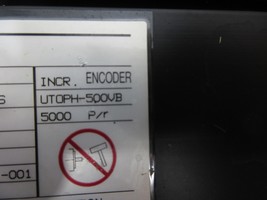 INCR. ENCODER
S
UTOPH-500VB
5000 P/r
-001